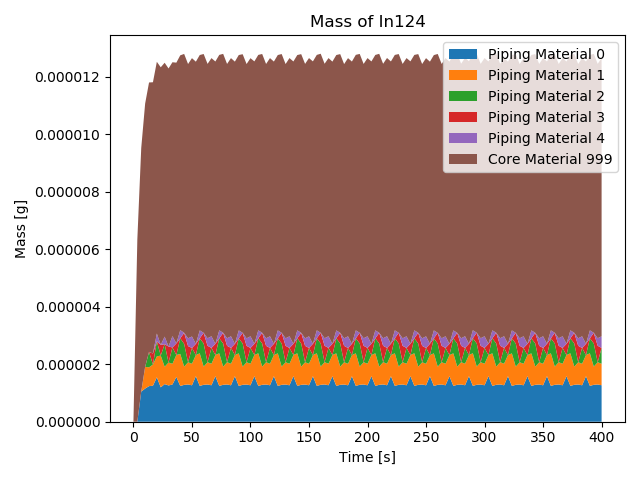 Mass of In124
Piping Material 0
Piping Material 1
Piping Material 2
Piping Material 3
Piping Material 4
Core Material 999
Mass [g]
0.000012
0.000010
0.000008
0.000006
0.000004
0.000002
0.000000
0 50 100 150 200 250 300 350 400
Time [s]